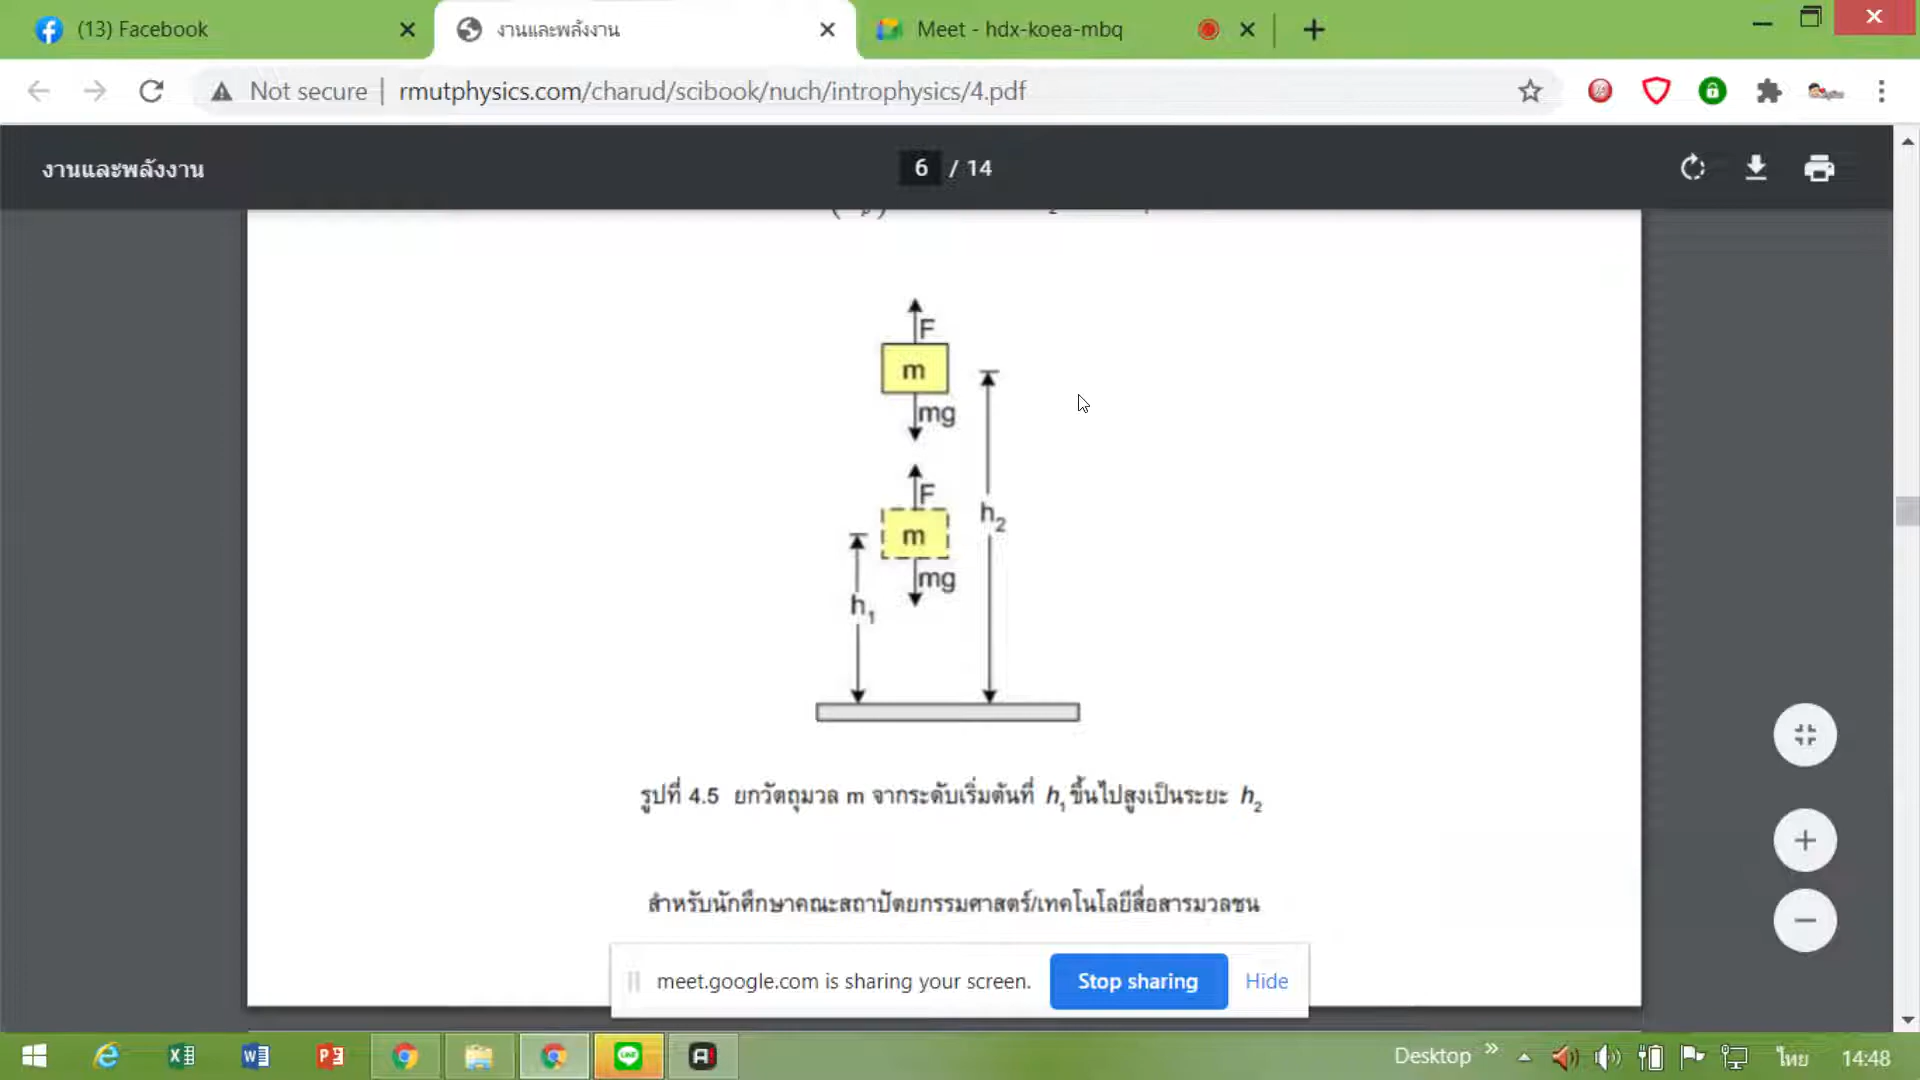 (13) Facebook
งานและพลังงาน
Meet - hdx-koea-mbq
Not secure
rmutphysics.com/charud/scibook/nuch/introphysics/4.pdf
งานและพลังงาน
6 / 14
F
m
mg
F
m
mg
h2
h1
รูปที่ 4.5 ยกวัตถุมวล m จากระดับเริ่มต้นที่ h1 ขึ้นไปสูงเป็นระยะ h2
สำหรับนักศึกษาคณะสถาปัตยกรรมศาสตร์/เทคโนโลยีสื่อสารมวลชน
meet.google.com is sharing your screen.
Stop sharing
Hide
Desktop
ไทย
14:48